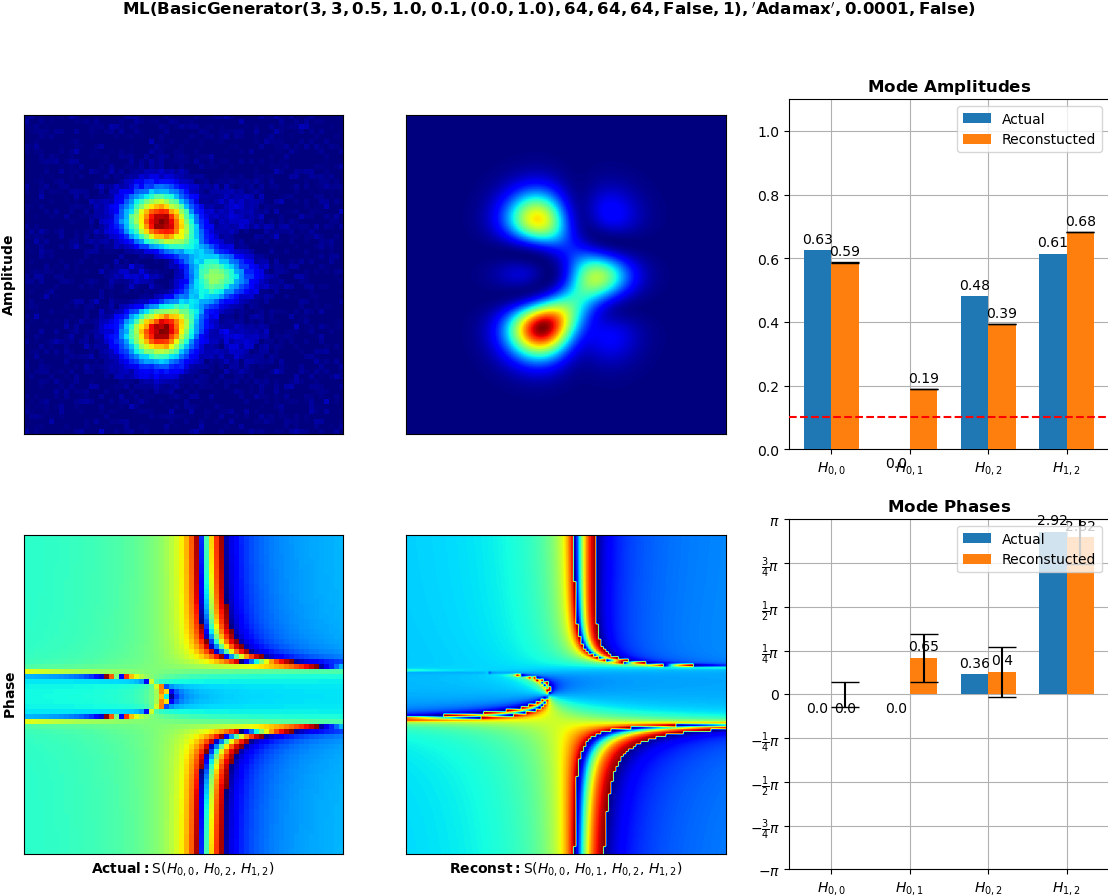 ML(BasicGenerator(3, 3, 0.5, 1.0, 0.1, (0.0, 1.0), 64, 64, 64, False, 1), 'Adamax', 0.0001, False)
Mode Amplitudes
Actual
Reconstucted
1.0
0.8
0.6
0.4
0.2
0.0
0.63
0.59
0.0
0.19
0.48
0.39
0.61
0.68
H0,0
H0,1
H0,2
H1,2
Amplitude
Mode Phases
Actual
Reconstucted
π
3/4π
1/2π
1/4π
0
−1/4π
−1/2π
−3/4π
−π
0.0
0.0
0.0
0.65
0.36
0.4
2.92
2.82
H0,0
H0,1
H0,2
H1,2
Phase
Actual: S(H0,0, H0,2, H1,2)
Reconst: S(H0,0, H0,1, H0,2, H1,2)